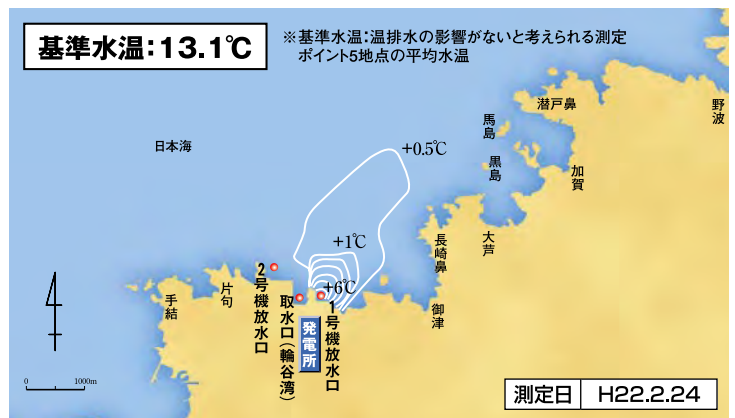 基準水温:13.1℃
※基準水温:温排水の影響がないと考えられる測定
ポイント5地点の平均水温
潜戸鼻
野波
馬島
日本海
+0.5℃
黒島
加賀
+1℃
長崎鼻
大芦
2号機放水口
+6℃
手結
片句
取水口(輪谷湾)
発電所
1号機放水口
御津
0 1000m
測定日 H22.2.24